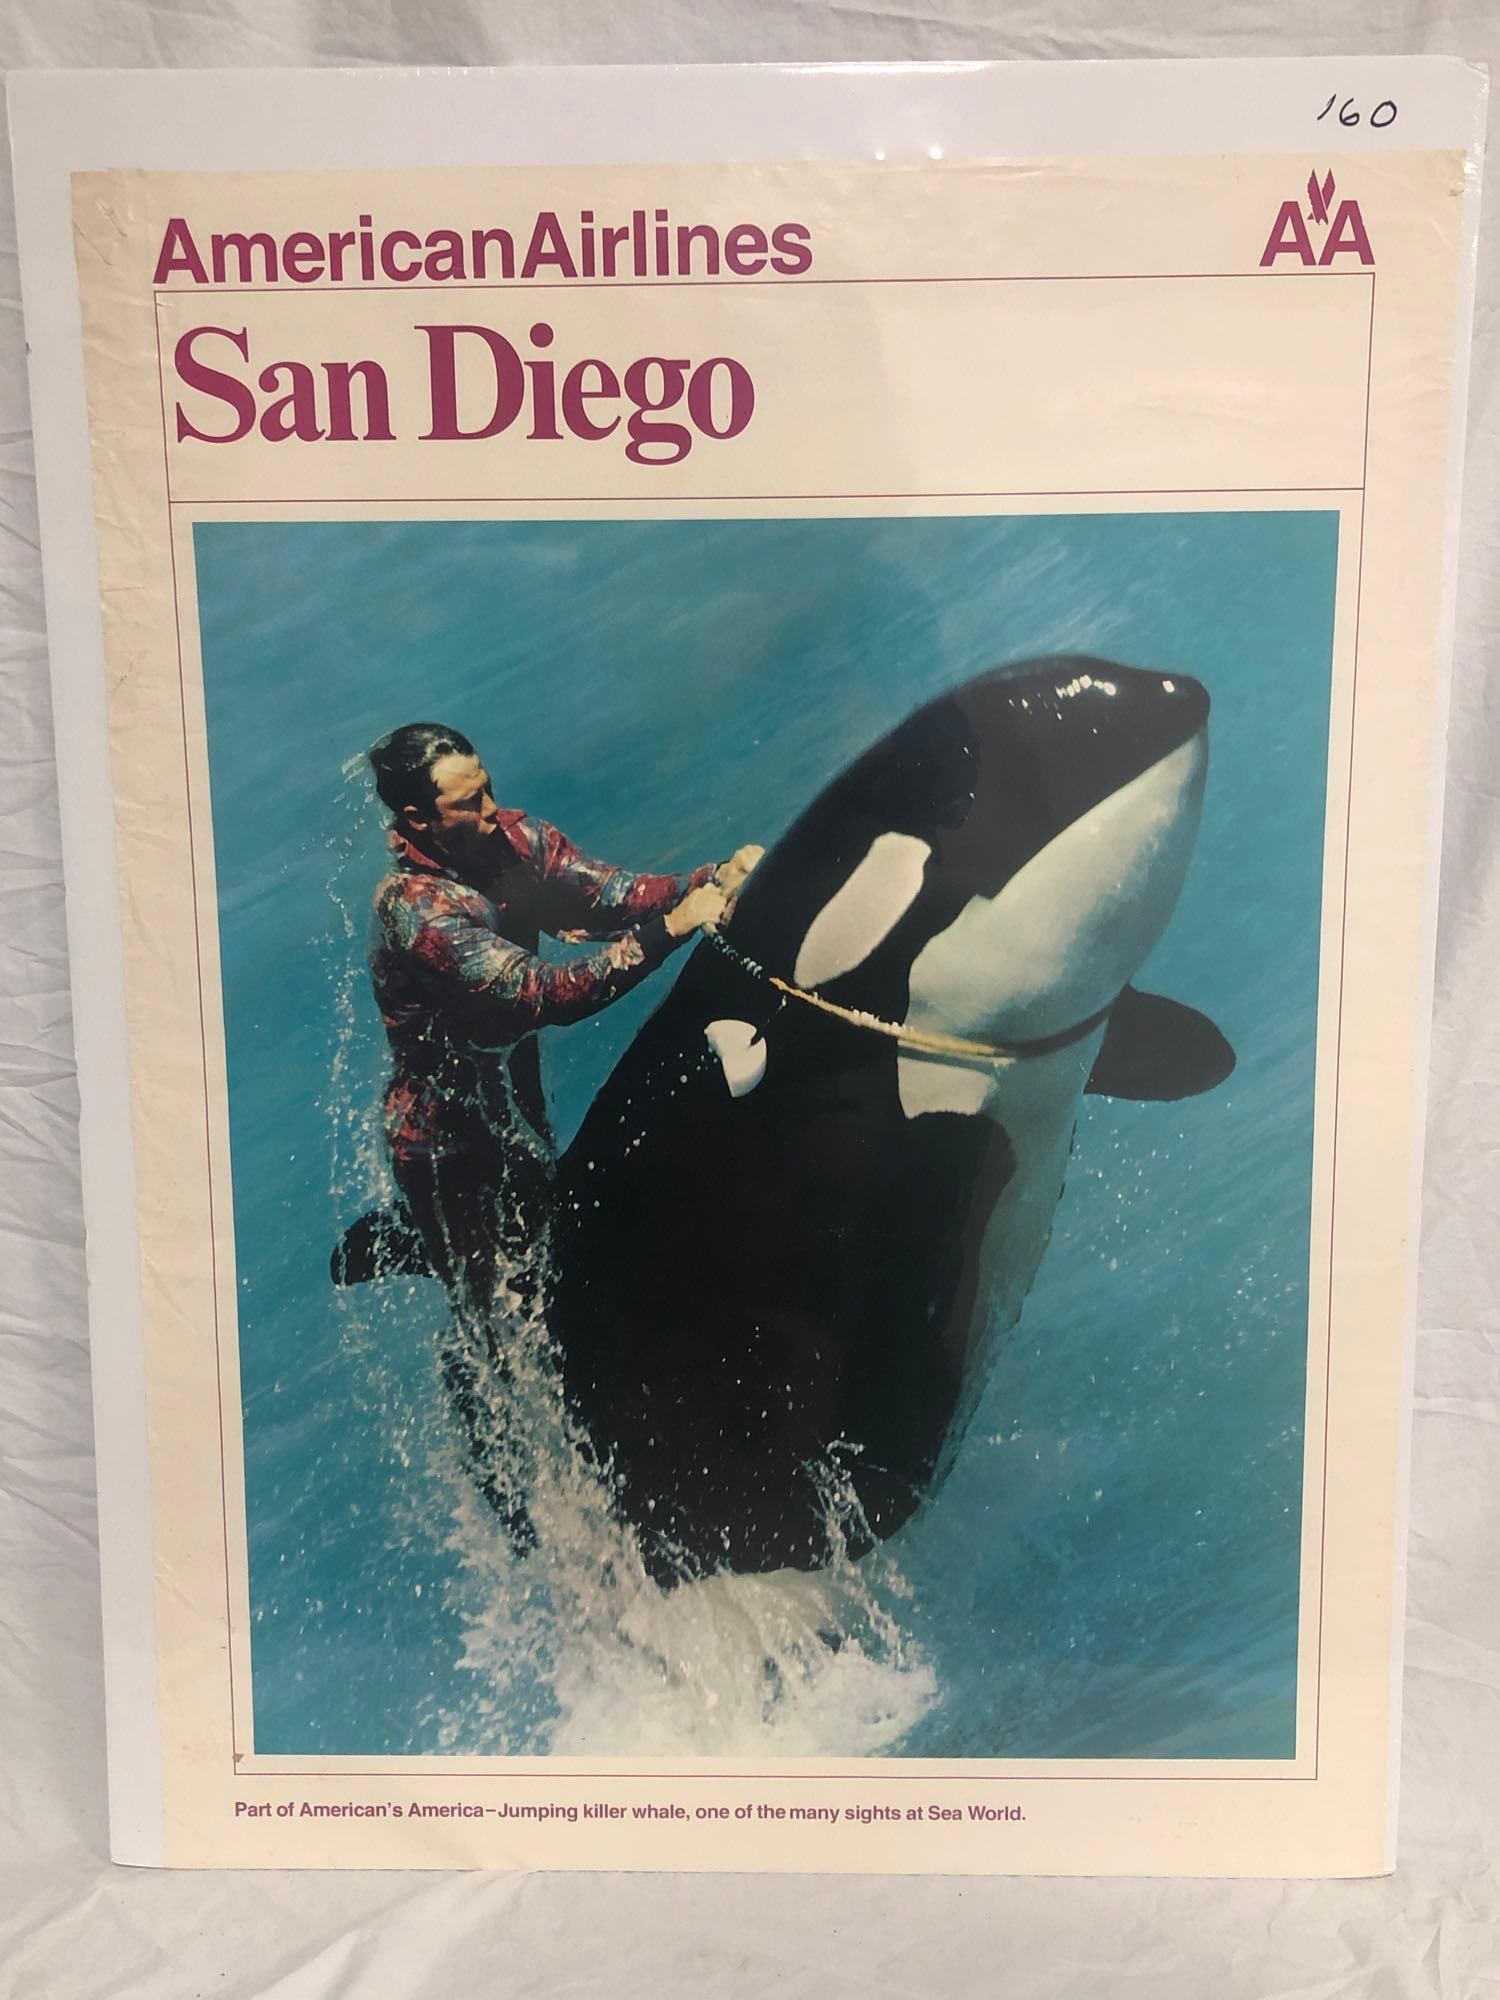 160
AmericanAirlines
AA
San Diego
Part of American's America–Jumping killer whale, one of the many sights at Sea World.